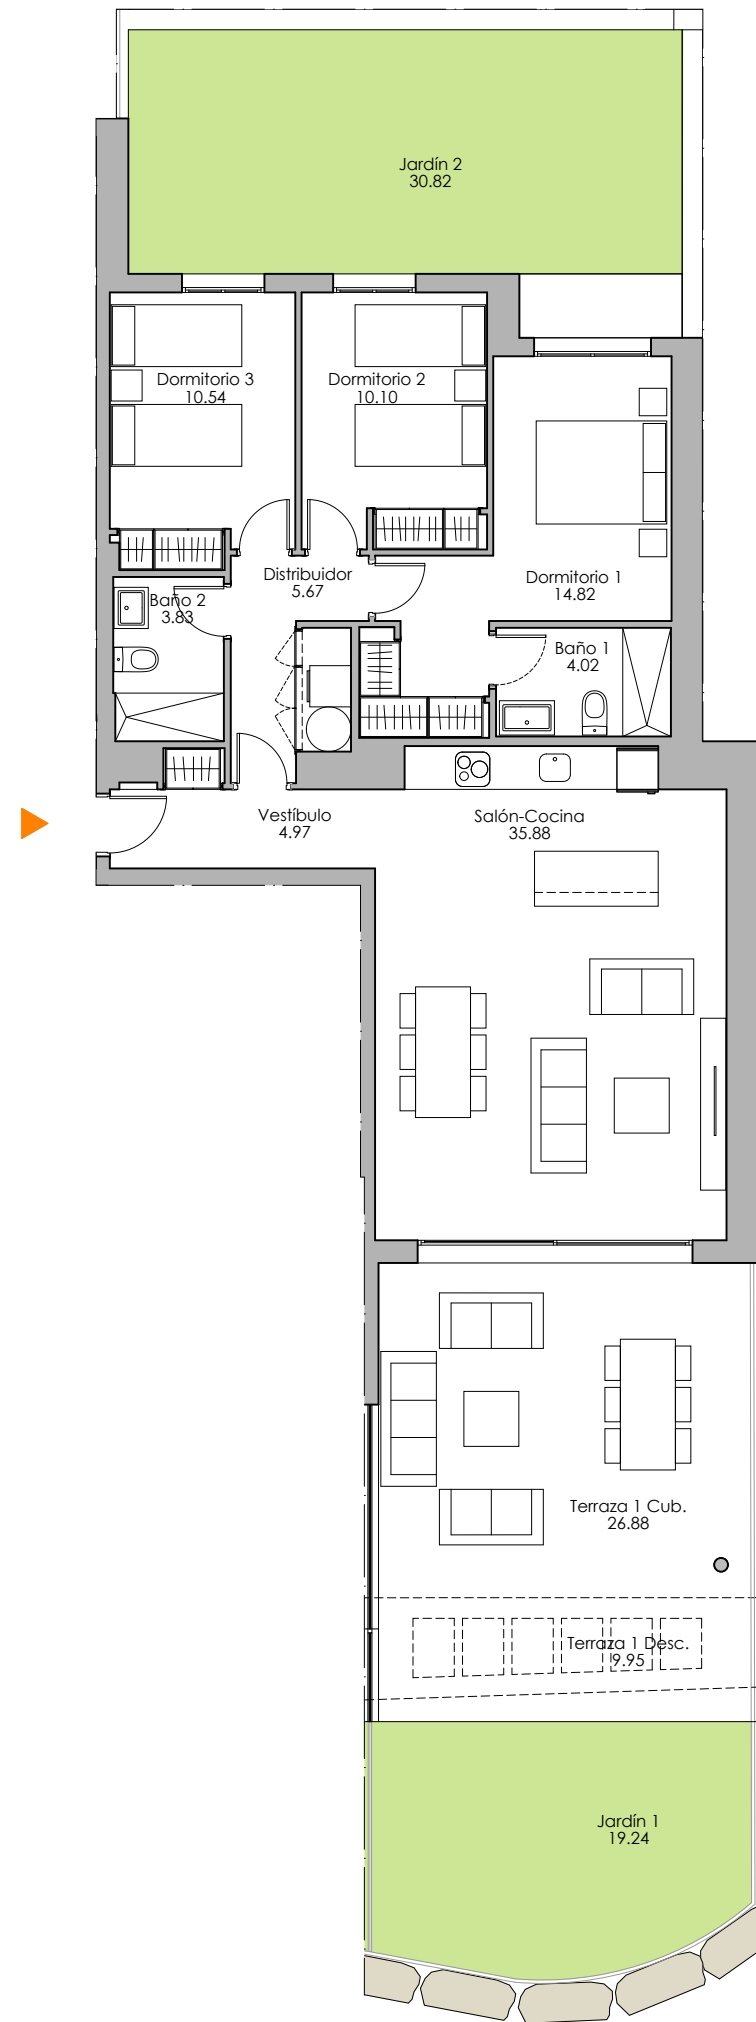 Jardín 2
30.82
Dormitorio 3
10.54
Dormitorio 2
10.10
Distribuidor
5.67
Dormitorio 1
14.82
Baño 2
3.83
Baño 1
4.02
Vestíbulo
4.97
Salón-Cocina
35.88
Terraza 1 Cub.
26.88
Terraza 1 Desc.
9.95
Jardín 1
19.24